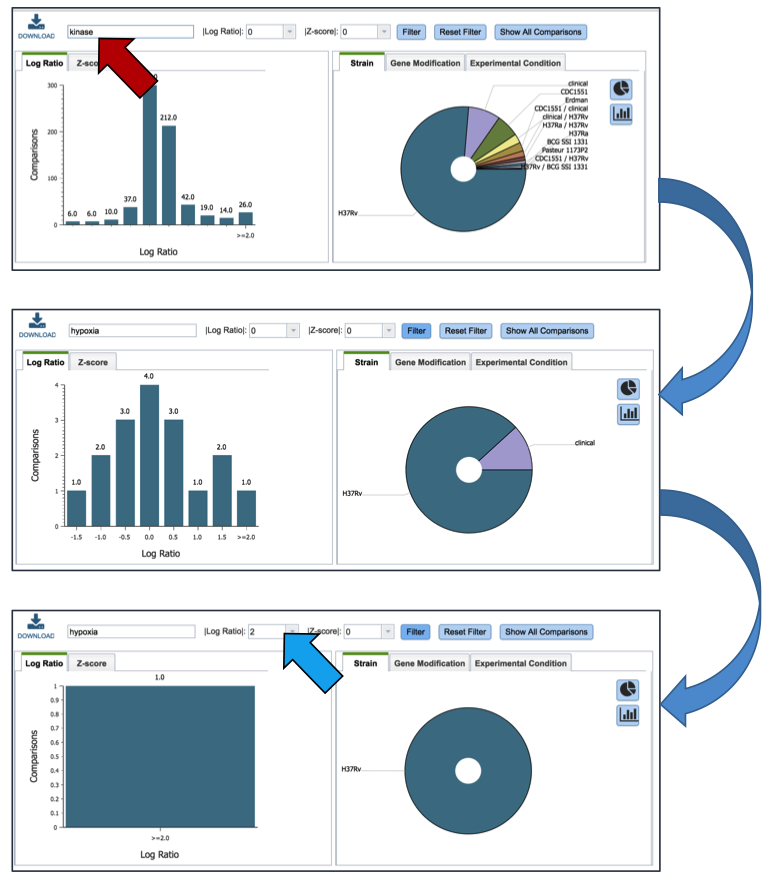 DOWNLOAD
kinase
|Log Ratio|: 0
|Z-score|: 0
Filter
Reset Filter
Show All Comparisons
Log Ratio
Strain
Gene Modification
Experimental Condition
Comparisons
300
200
100
0
6.0 6.0 10.0 37.0 212.0 42.0 19.0 14.0 26.0
>=2.0
Log Ratio
clinical
CDC1551
Erdman
CDC1551 / clinical
clinical / H37Rv
H37Ra / H37Rv
H37Ra
BCG SSI 1331
Pasteur 1173P2
CDC1551 / H37Rv
H37Rv / BCG SSI 1331
H37Rv
DOWNLOAD
hypoxia
|Log Ratio|: 0
|Z-score|: 0
Filter
Reset Filter
Show All Comparisons
Log Ratio
Z-score
Strain
Gene Modification
Experimental Condition
Comparisons
4
3
2
1
0
1.0 2.0 3.0 4.0 3.0 1.0 2.0 1.0
-1.5 -1.0 -0.5 0.0 0.5 1.0 1.5 >=2.0
Log Ratio
clinical
H37Rv
DOWNLOAD
hypoxia
|Log Ratio|: 2
|Z-score|: 0
Filter
Reset Filter
Show All Comparisons
Log Ratio
Z-score
Strain
Gene Modification
Experimental Condition
Comparisons
1.0
1
0.9
0.8
0.7
0.6
0.5
0.4
0.3
0.2
0.1
0
>=2.0
Log Ratio
H37Rv